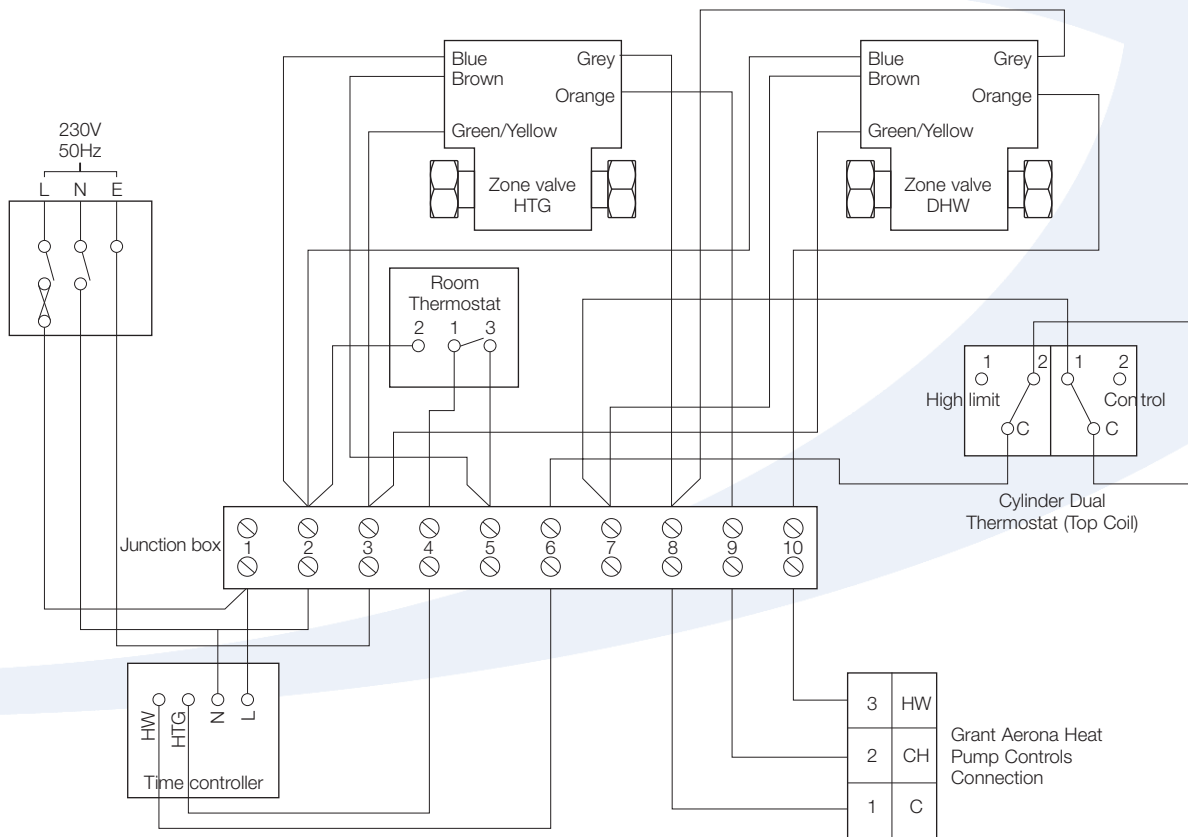 Blue
Brown
Green/Yellow
Grey
Orange
Zone valve
HTG
Blue
Brown
Green/Yellow
Grey
Orange
Zone valve
DHW
230V
50Hz
L N E
Room
Thermostat
2 1 3
1 2 1 2
High limit Control
C C
Cylinder Dual
Thermostat (Top Coil)
Junction box
1 2 3 4 5 6 7 8 9 10
HW HTG N L
Time controller
3 HW
2 CH
1 C
Grant Aerona Heat
Pump Controls
Connection